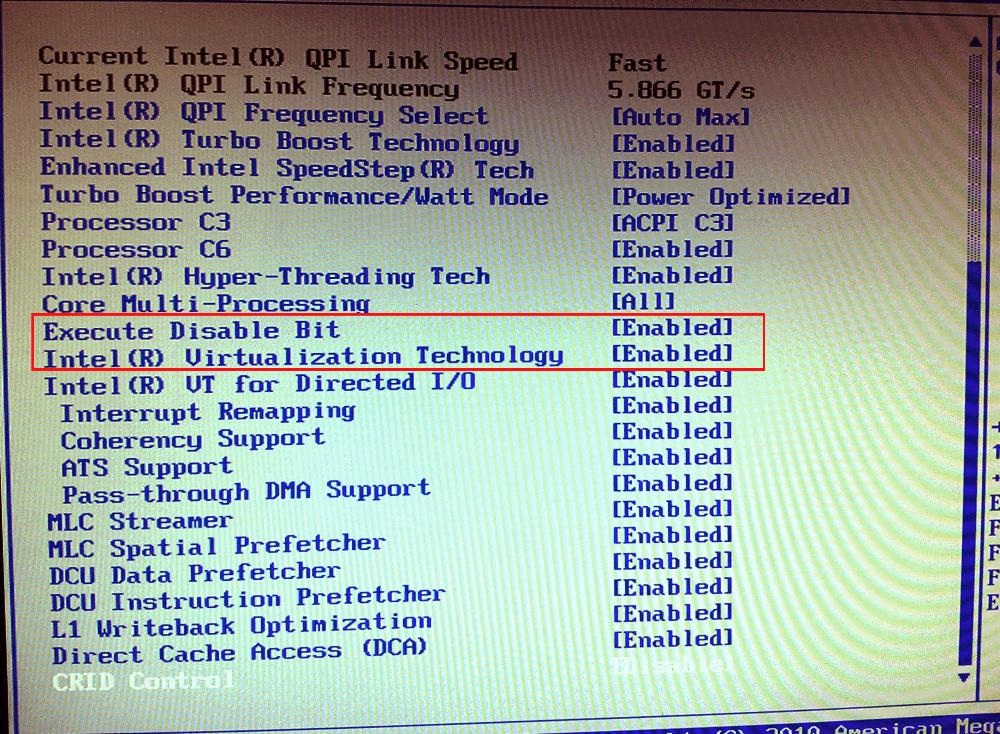 Current Intel(R) QPI Link Speed Fast
Intel(R) QPI Link Frequency 5.866 GT/s
Intel(R) QPI Frequency Select [Auto Max]
Intel(R) Turbo Boost Technology [Enabled]
Enhanced Intel SpeedStep(R) Tech [Enabled]
Turbo Boost Performance/Watt Mode [Power Optimized]
Processor C3 [ACPI C3]
Processor C6 [Enabled]
Intel(R) Hyper-Threading Tech [Enabled]
Core Multi-Processing [All]
Execute Disable Bit [Enabled]
Intel(R) Virtualization Technology [Enabled]
Intel(R) VT for Directed I/O [Enabled]
Interrupt Remapping [Enabled]
Coherency Support [Enabled]
ATS Support [Enabled]
Pass-through DMA Support [Enabled]
MLC Streamer [Enabled]
MLC Spatial Prefetcher [Enabled]
DCU Data Prefetcher [Enabled]
DCU Instruction Prefetcher [Enabled]
L1 Writeback Optimization [Enabled]
Direct Cache Access (DCA) [Enabled]
CRID Control [Disable]
(C) 2010 American Mega